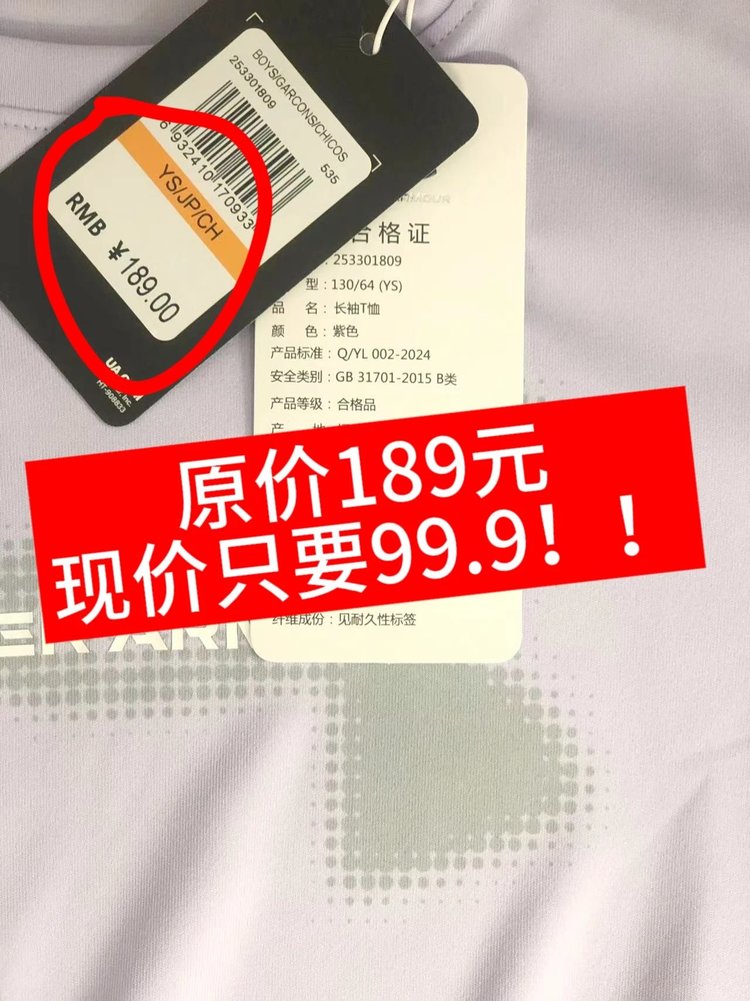 BOYS/GARCONS/CHICOS
253301809
535
6 932410 170933
YS/JP/CH
RMB ￥189.00
合格证
253301809
型：130/64 (YS)
品 名：长袖T恤
颜 色：紫色
产品标准：Q/YL 002-2024
安全类别：GB 31701-2015 B类
产品等级：合格品
原价189元
现价只要99.9！！
纤维成份：见耐久性标签